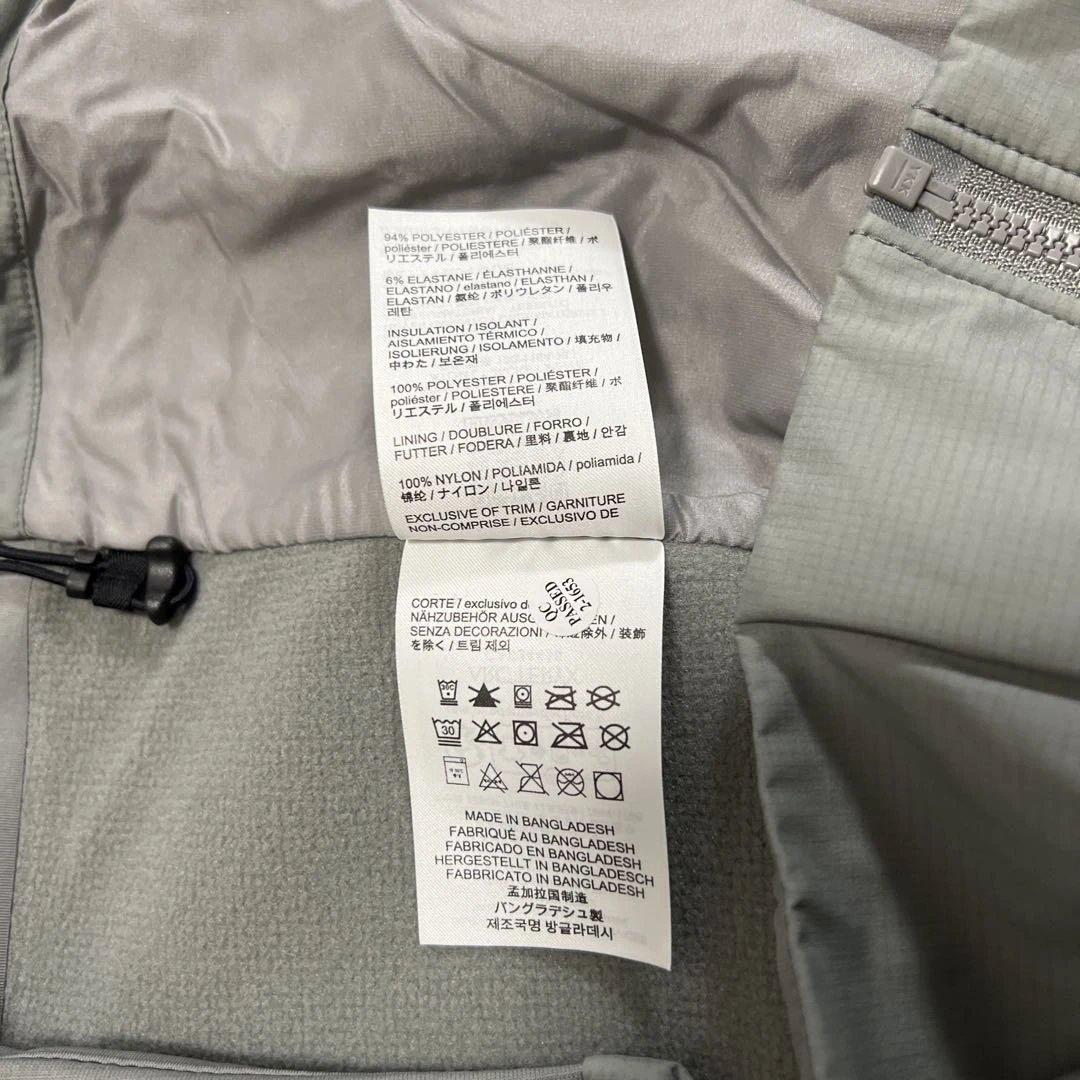 94% POLYESTER / POLIÉSTER /
poliéster / POLIESTERE / 聚酯纤维 / ポ
リエステル / 폴리에스터
6% ELASTANE / ÉLASTHANNE /
ELASTANO / elastano / ELASTHAN /
ELASTAN / 氨纶 / ポリウレタン / 폴리우
레탄
INSULATION / ISOLANT /
AISLAMIENTO TÉRMICO /
ISOLIERUNG / ISOLAMENTO / 填充物 /
中わた / 보온재
100% POLYESTER / POLIÉSTER /
poliéster / POLIESTERE / 聚酯纤维 / ポ
リエステル / 폴리에스터
LINING / DOUBLURE / FORRO /
FUTTER / FODERA / 里料 / 裏地 / 안감
100% NYLON / POLIAMIDA / poliamida /
锦纶 / ナイロン / 나일론
EXCLUSIVE OF TRIM / GARNITURE
NON-COMPRISE / EXCLUSIVO DE
CORTE / exclusivo
NÄHZUBEHÖR
SENZA DECORAZIONI / 除外 / 装飾
を除く / 트림 제외
QC
PASSED
2-1653
30C
30
MADE IN BANGLADESH
FABRIQUÉ AU BANGLADESH
FABRICADO EN BANGLADESH
HERGESTELLT IN BANGLADESCH
FABBRICATO IN BANGLADESH
孟加拉国制造
バングラデシュ製
제조국명 방글라데시
YKK